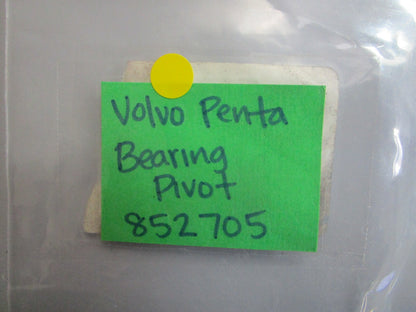 Volvo Penta
Bearing
Pivot
852705